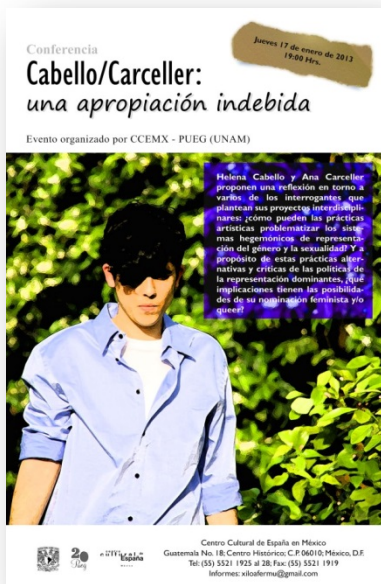 Jueves 17 de enero de 2013
19:00 Hrs.
Conferencia
Cabello/Carceller:
una apropiación indebida
Evento organizado por CCEMX - PUEG (UNAM)
Helena Cabello y Ana Carceller
proponen una reflexión en torno a
varios de los interrogantes que
plantean sus proyectos interdiscipli-
nares: ¿cómo pueden las prácticas
artísticas problematizar los siste-
mas hegemónicos de representa-
ción del género y la sexualidad? Y a
propósito de estas prácticas alter-
nativas y críticas de las políticas de
la representación dominantes, ¿qué
implicaciones tienen las posibilida-
des de su nominación feminista y/o
queer?
20
España
Centro Cultural de España en México
Guatemala No. 18; Centro Histórico; C.P. 06010; México, D.F.
Tel: (55) 5521 1925 al 28; Fax: (55) 5521 1919
Informes: xiloafermu@gmail.com